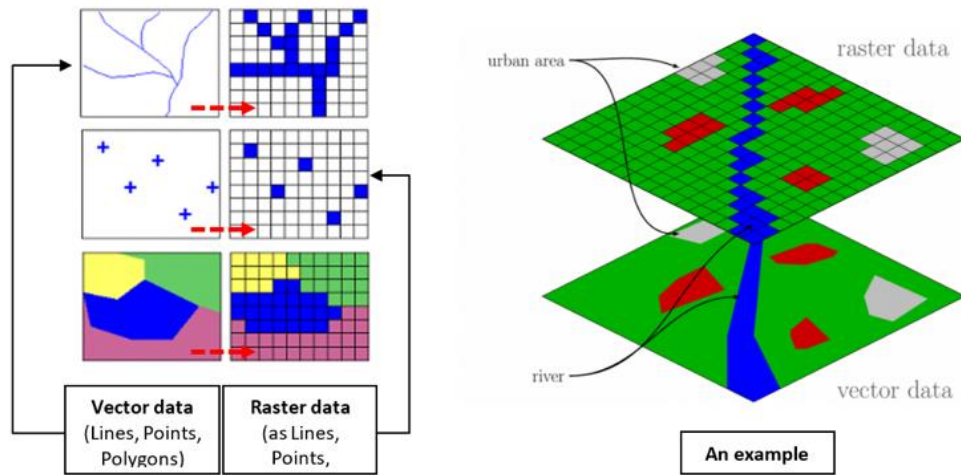 Vector data
(Lines, Points,
Polygons)
Raster data
(as Lines,
Points,
raster data
urban area
river
vector data
An example